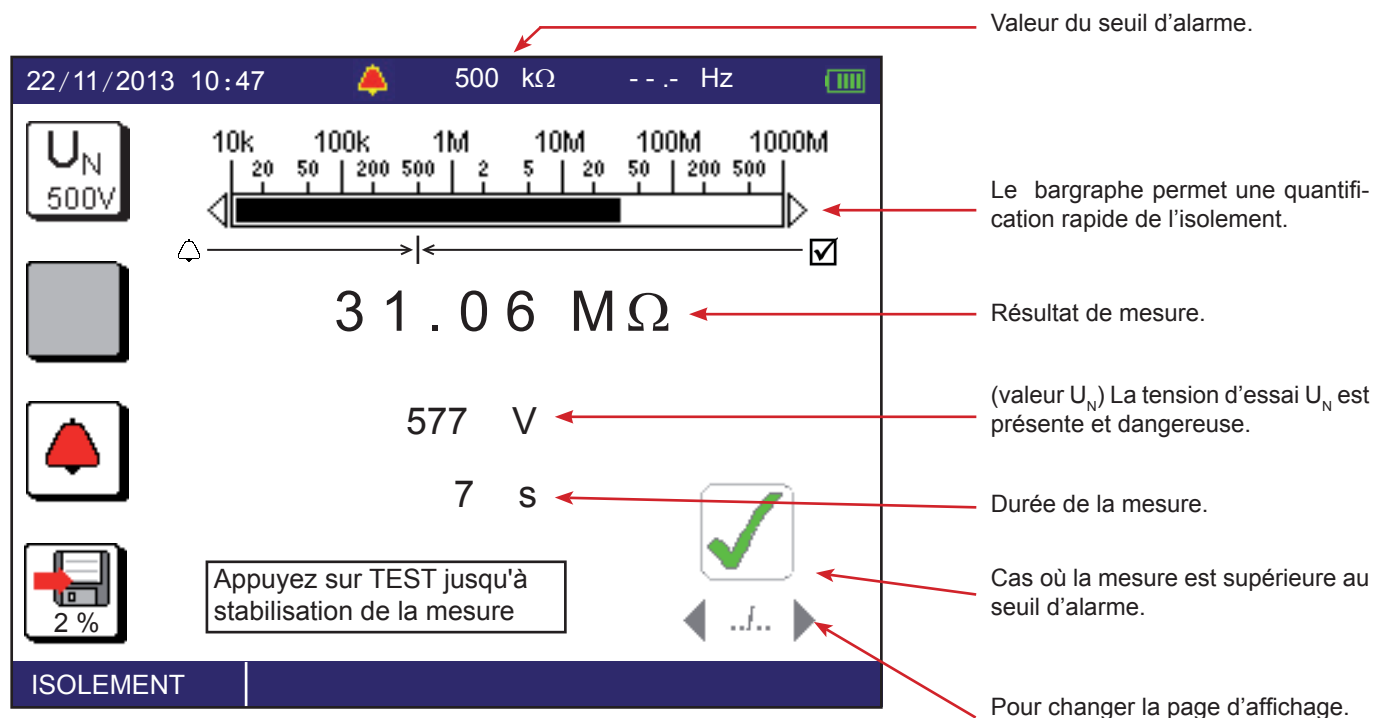 Valeur du seuil d’alarme.
22/11/2013 10:47 500 kΩ - - .- Hz
U_N
500V
10k 100k 1M 10M 100M 1000M
20 50 200 500 2 5 20 50 200 500
Le bargraphe permet une quantifi-
cation rapide de l’isolement.
31.06 MΩ
Résultat de mesure.
577 V
(valeur U_N) La tension d’essai U_N est
présente et dangereuse.
7 s
Durée de la mesure.
Appuyez sur TEST jusqu'à
stabilisation de la mesure
Cas où la mesure est supérieure au
seuil d’alarme.
2 %
../..
ISOLEMENT
Pour changer la page d’affichage.